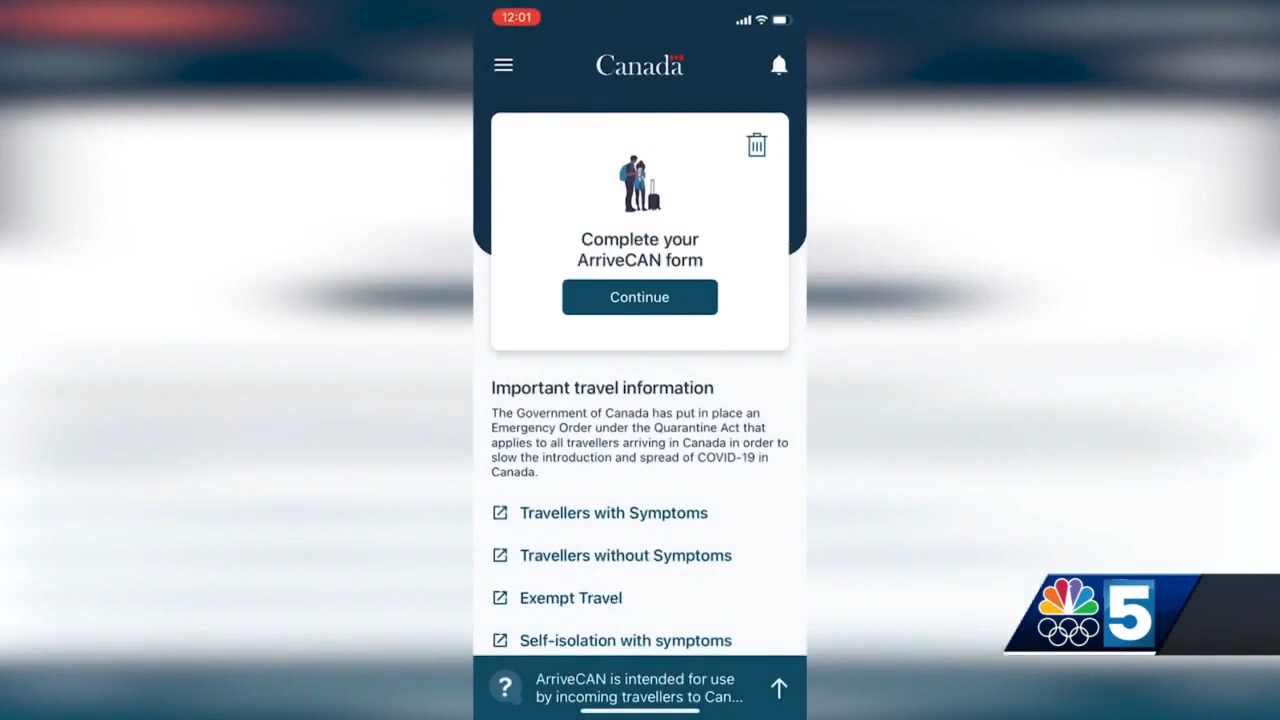 12:01
Canada
Complete your
ArriveCAN form
Continue
Important travel information
The Government of Canada has put in place an
Emergency Order under the Quarantine Act that
applies to all travellers arriving in Canada in order to
slow the introduction and spread of COVID-19 in
Canada.
Travellers with Symptoms
Travellers without Symptoms
Exempt Travel
Self-isolation with symptoms
?
ArriveCAN is intended for use
by incoming travellers to Can...
5